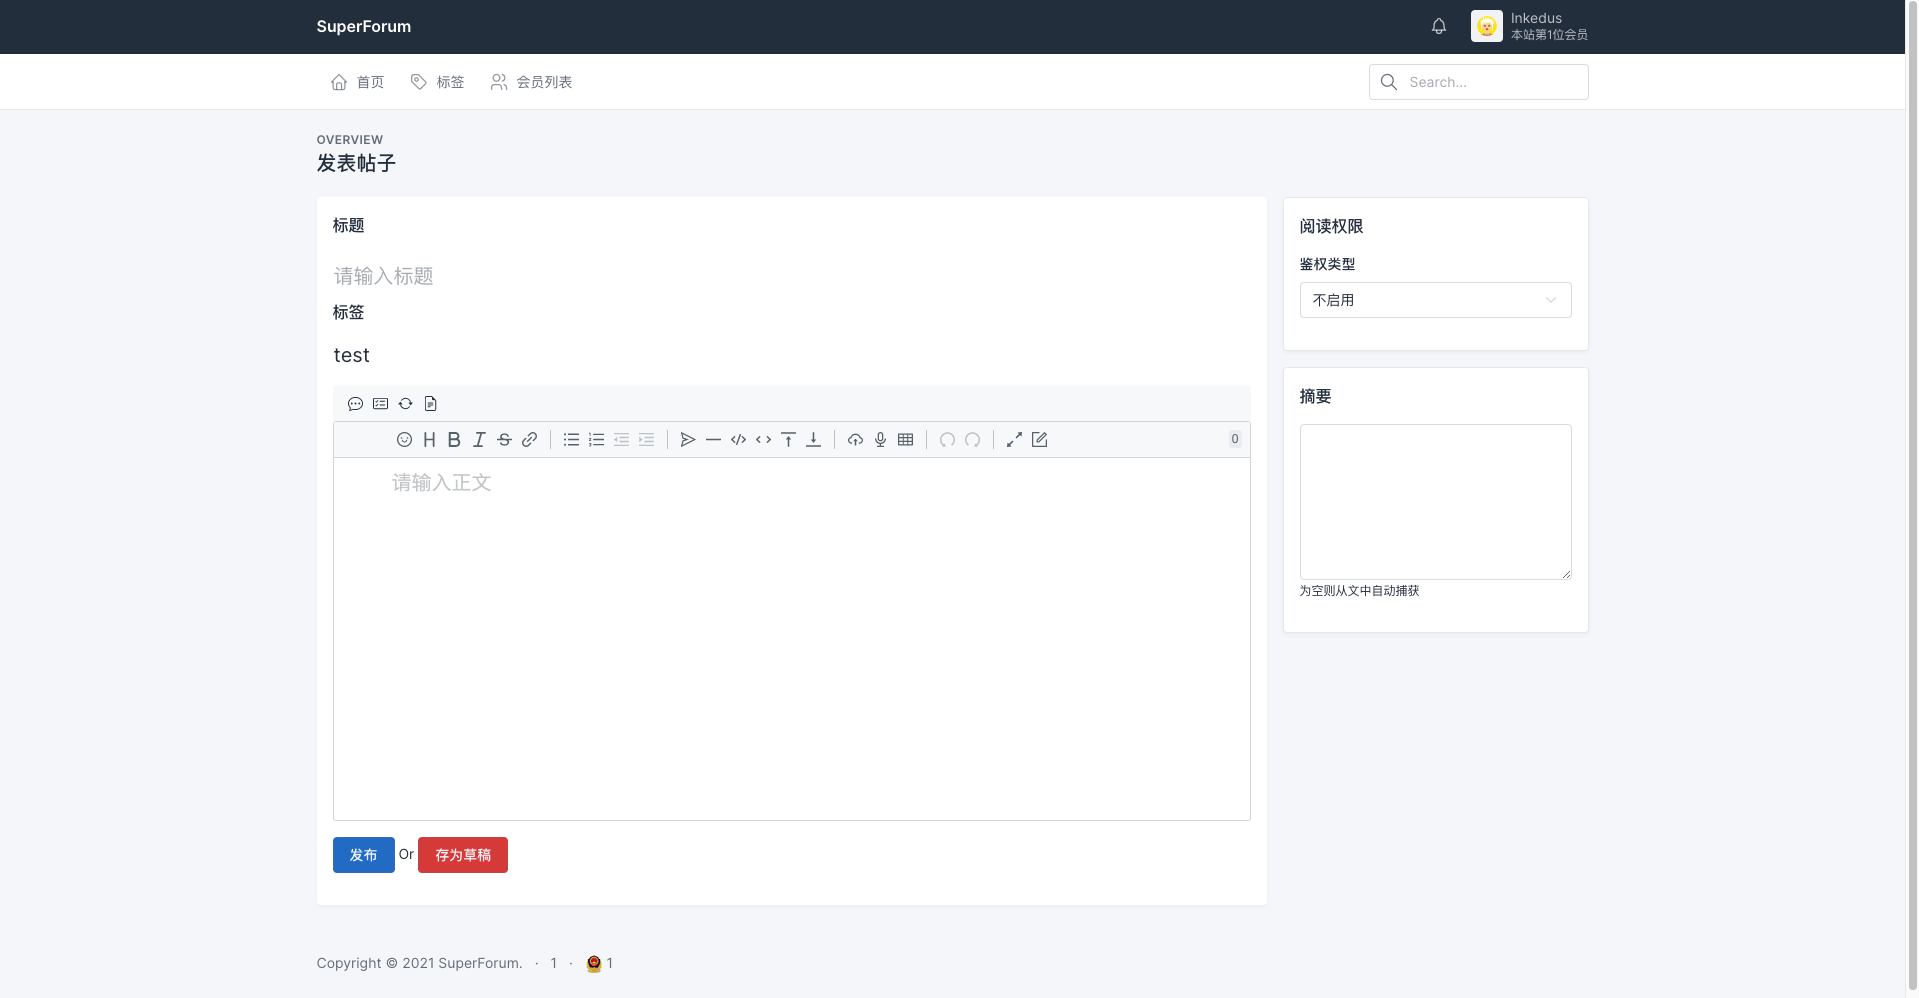 SuperForum
Inkedus
本站第1位会员
首页
标签
会员列表
Search…
OVERVIEW
发表帖子
标题
请输入标题
标签
test
0
请输入正文
发布
Or
存为草稿
阅读权限
鉴权类型
不启用
摘要
为空则从文中自动捕获
Copyright © 2021 SuperForum. · 1 · 1